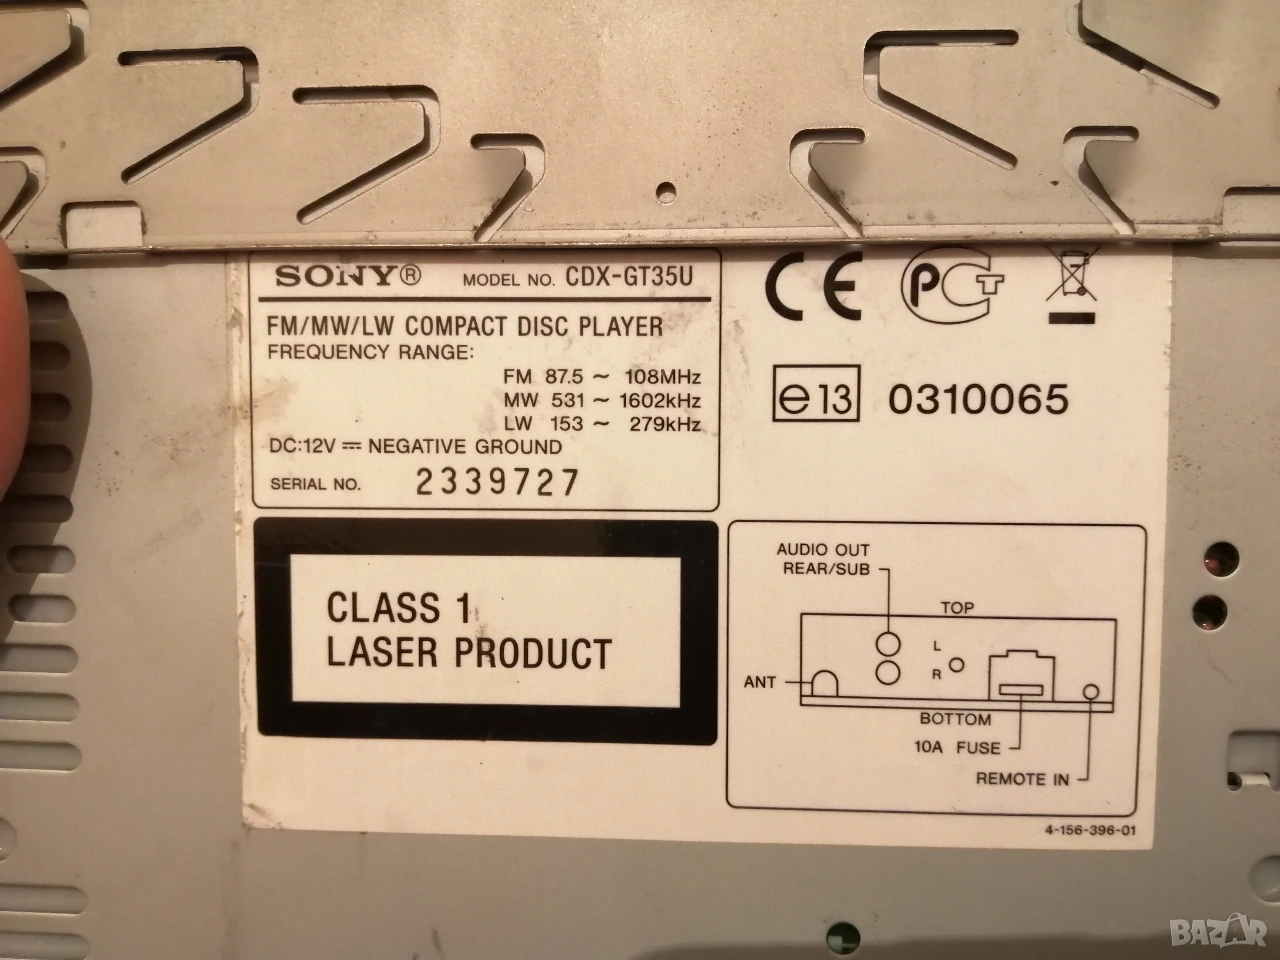 SONY® MODEL NO. CDX-GT35U
FM/MW/LW COMPACT DISC PLAYER
FREQUENCY RANGE:
FM 87.5 ~ 108MHz
MW 531 ~ 1602kHz
LW 153 ~ 279kHz
DC:12V ⎓ NEGATIVE GROUND
SERIAL NO. 2339727
CE РСТ
e13 0310065
CLASS 1
LASER PRODUCT
AUDIO OUT
REAR/SUB
TOP
L
R
ANT
BOTTOM
10A FUSE
REMOTE IN
4-156-396-01
BAZAR